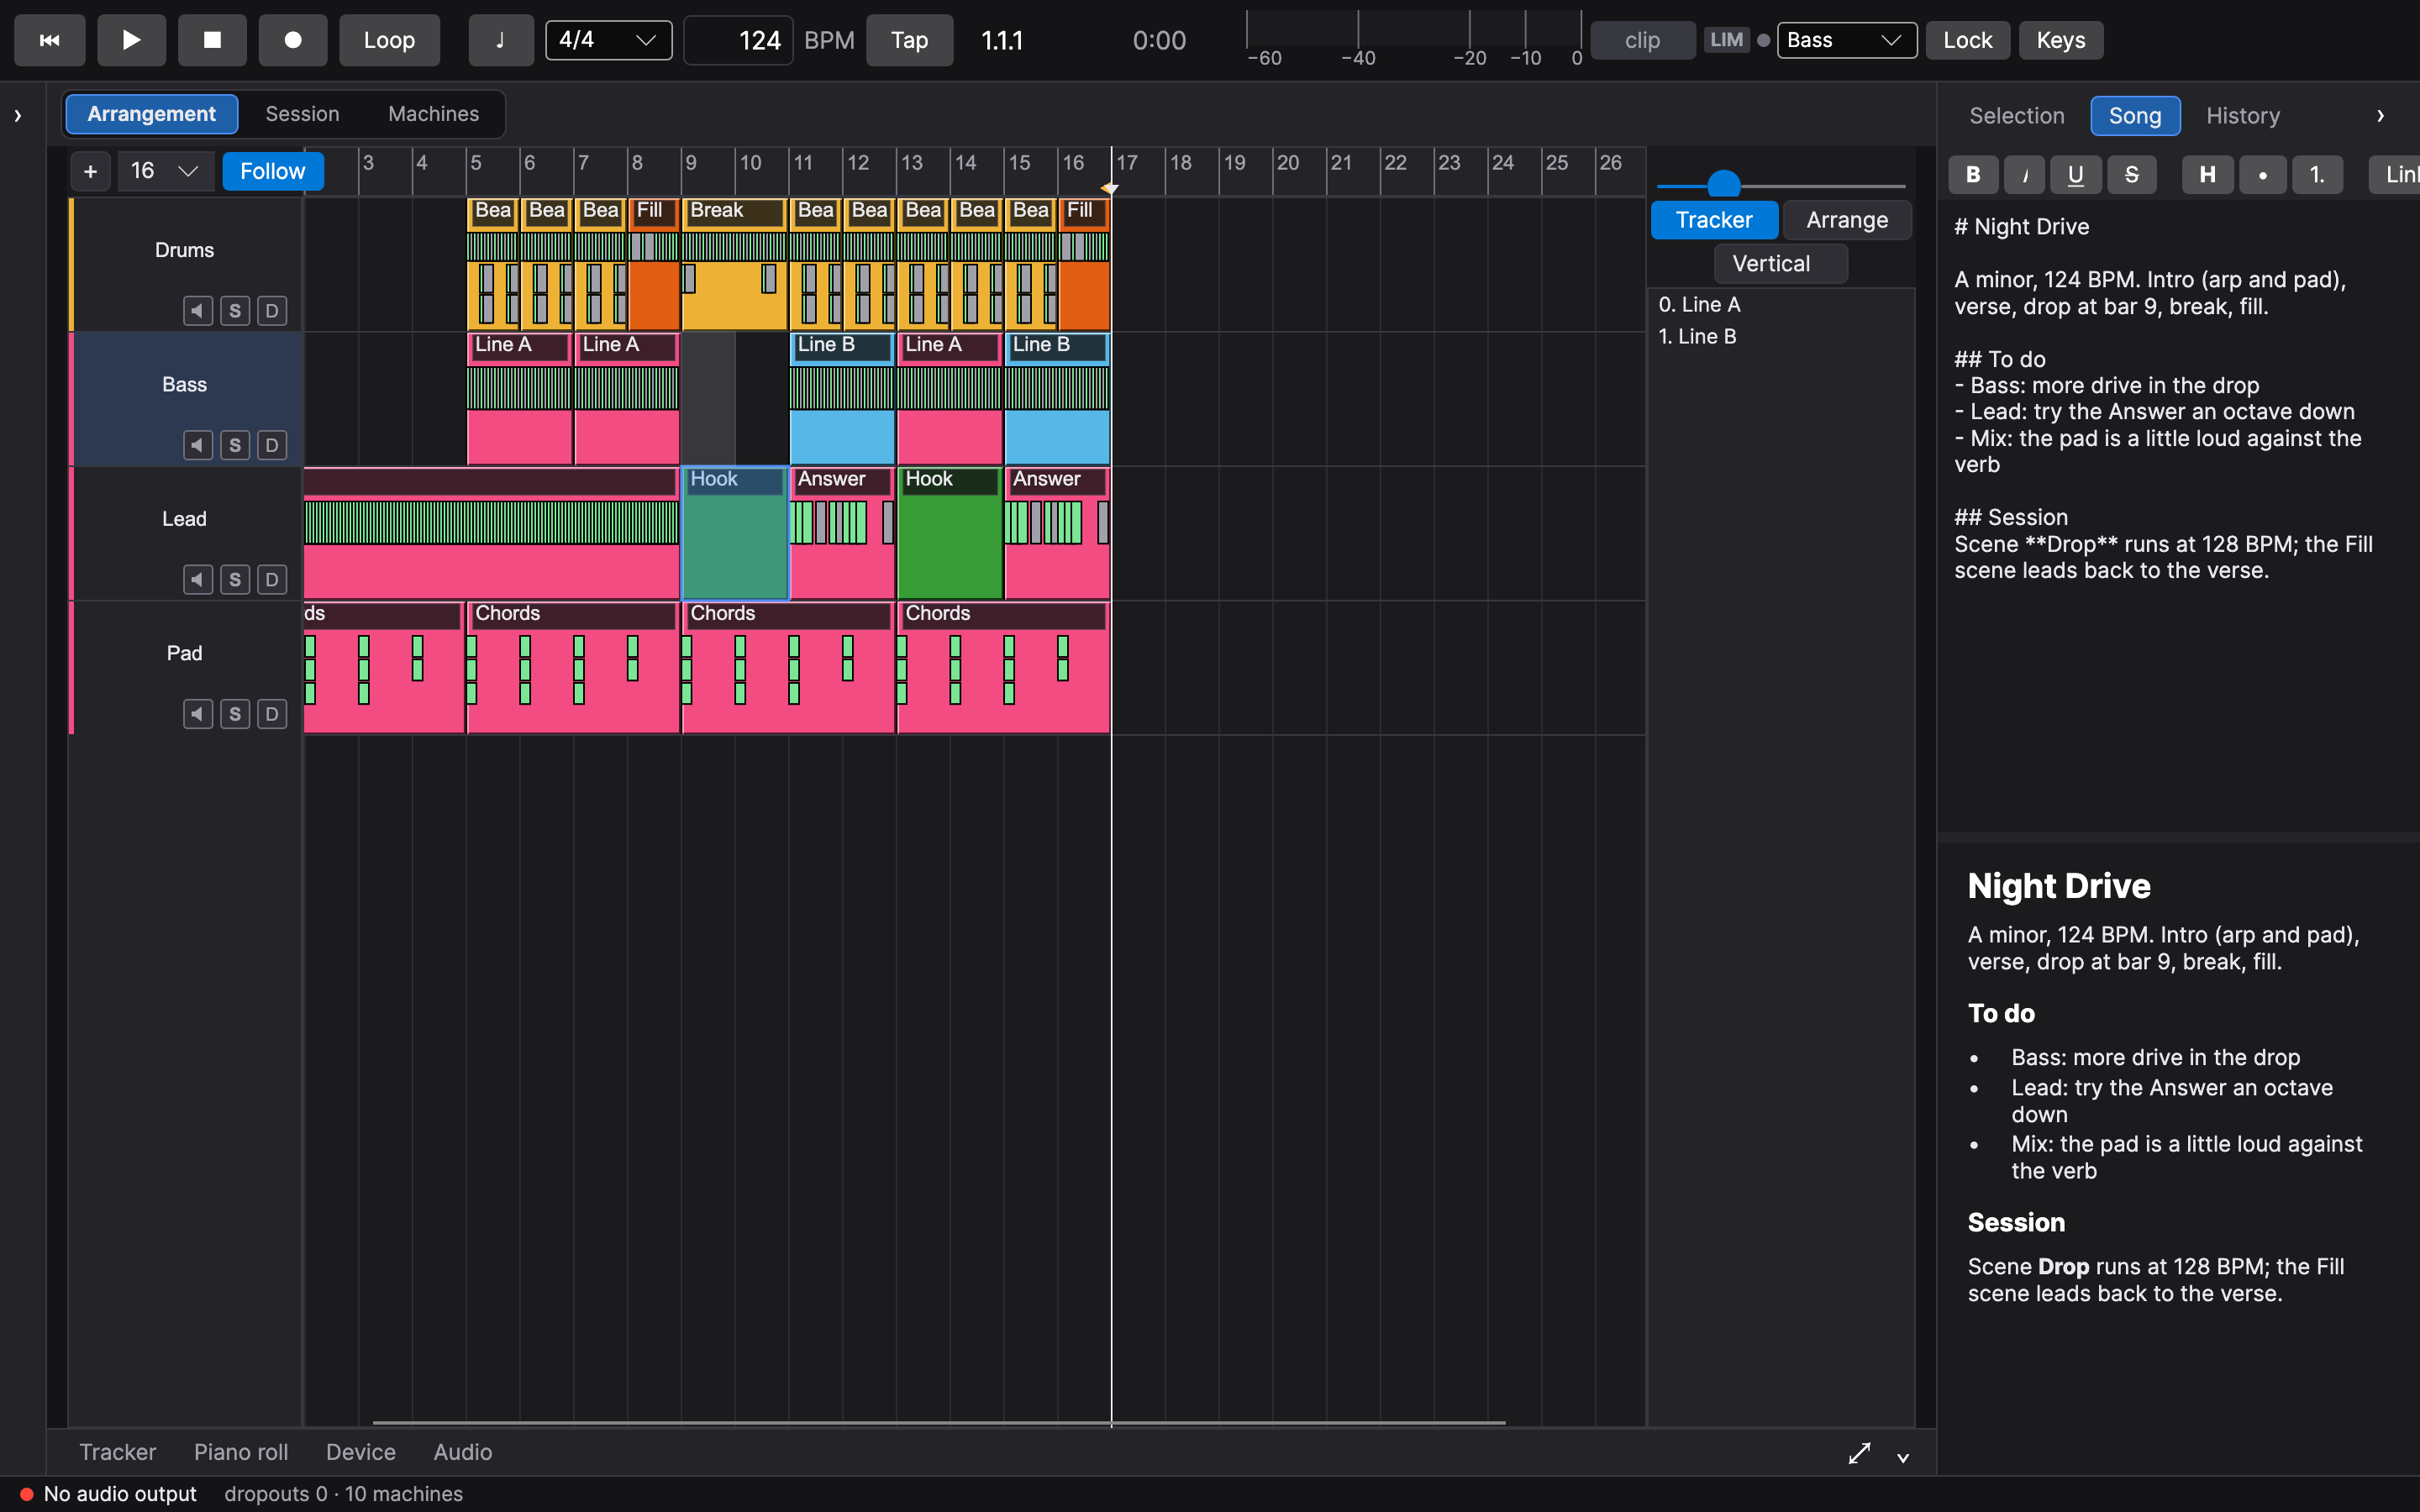 Loop
4/4
124 BPM
Tap
1.1.1
0:00
−60 −40 −20 −10 0
clip
LIM
Bass
Lock
Keys
Arrangement
Session
Machines
Selection
Song
History
+
16
Follow
3 4 5 6 7 8 9 10 11 12 13 14 15 16 17 18 19 20 21 22 23 24 25 26
B I U S H • 1. Lin
Drums
S D
Bea Bea Bea Fill Break Bea Bea Bea Bea Bea Fill
Bass
S D
Line A Line A Line B Line A Line B
Lead
S D
Hook Answer Hook Answer
Pad
S D
ds Chords Chords Chords
Tracker
Arrange
Vertical
0. Line A
1. Line B
# Night Drive
A minor, 124 BPM. Intro (arp and pad),
verse, drop at bar 9, break, fill.
## To do
- Bass: more drive in the drop
- Lead: try the Answer an octave down
- Mix: the pad is a little loud against the
verb
## Session
Scene **Drop** runs at 128 BPM; the Fill
scene leads back to the verse.
Night Drive
A minor, 124 BPM. Intro (arp and pad),
verse, drop at bar 9, break, fill.
To do
• Bass: more drive in the drop
• Lead: try the Answer an octave
down
• Mix: the pad is a little loud against
the verb
Session
Scene Drop runs at 128 BPM; the Fill
scene leads back to the verse.
Tracker
Piano roll
Device
Audio
No audio output
dropouts 0 · 10 machines